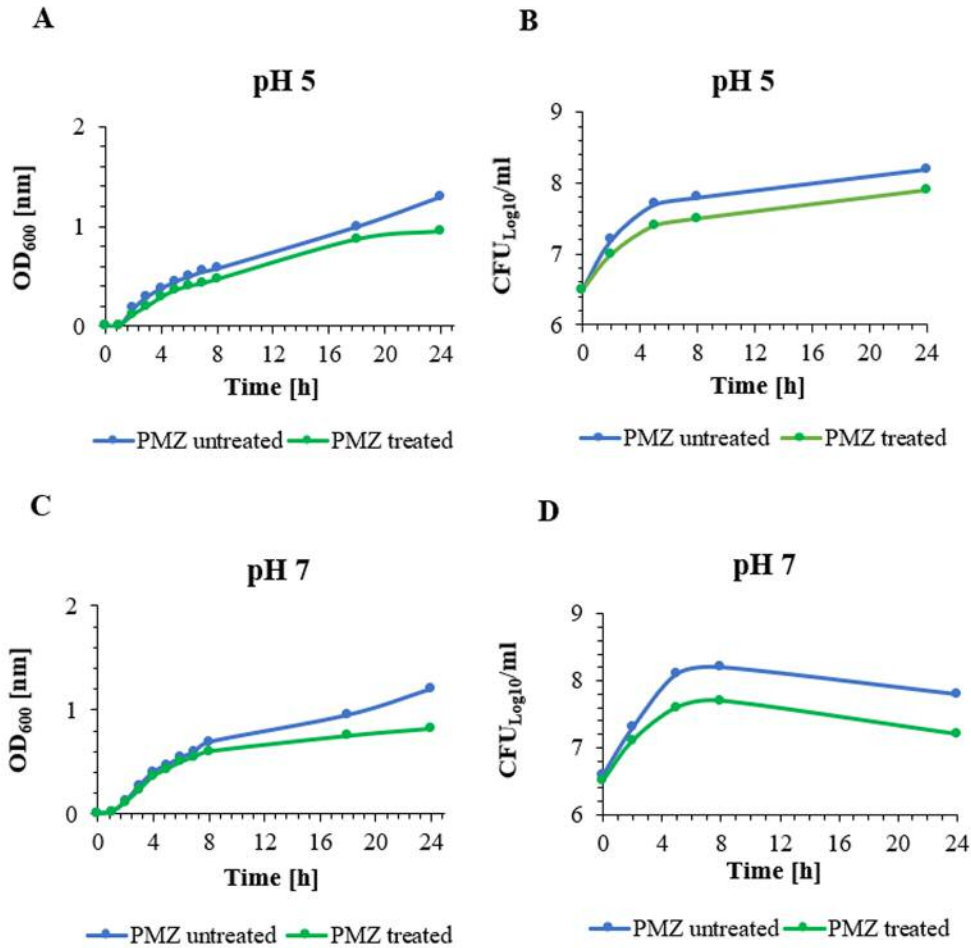 A
pH 5
OD600 [nm]
2
1
0
0 4 8 12 16 20 24
Time [h]
PMZ untreated PMZ treated
B
pH 5
CFULog10/ml
9
8
7
6
0 4 8 12 16 20 24
Time [h]
PMZ untreated PMZ treated
C
pH 7
OD600 [nm]
2
1
0
0 4 8 12 16 20 24
Time [h]
PMZ untreated PMZ treated
D
pH 7
CFULog10/ml
9
8
7
6
0 4 8 12 16 20 24
Time [h]
PMZ untreated PMZ treated